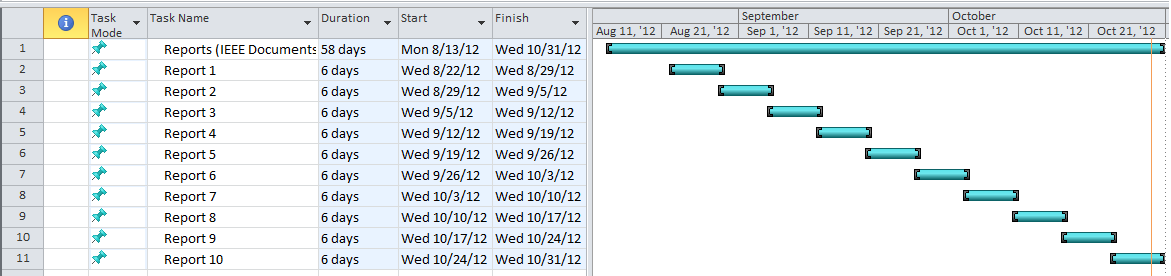 Task Mode Task Name Duration Start Finish
September October
Aug 11, '12 Aug 21, '12 Sep 1, '12 Sep 11, '12 Sep 21, '12 Oct 1, '12 Oct 11, '12 Oct 21, '12
1 Reports (IEEE Documents 58 days Mon 8/13/12 Wed 10/31/12
2 Report 1 6 days Wed 8/22/12 Wed 8/29/12
3 Report 2 6 days Wed 8/29/12 Wed 9/5/12
4 Report 3 6 days Wed 9/5/12 Wed 9/12/12
5 Report 4 6 days Wed 9/12/12 Wed 9/19/12
6 Report 5 6 days Wed 9/19/12 Wed 9/26/12
7 Report 6 6 days Wed 9/26/12 Wed 10/3/12
8 Report 7 6 days Wed 10/3/12 Wed 10/10/12
9 Report 8 6 days Wed 10/10/12 Wed 10/17/12
10 Report 9 6 days Wed 10/17/12 Wed 10/24/12
11 Report 10 6 days Wed 10/24/12 Wed 10/31/12